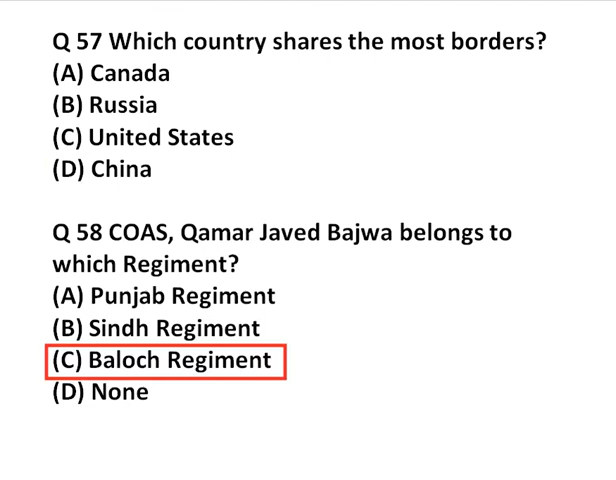 Q 57 Which country shares the most borders?
(A) Canada
(B) Russia
(C) United States
(D) China
Q 58 COAS, Qamar Javed Bajwa belongs to
which Regiment?
(A) Punjab Regiment
(B) Sindh Regiment
(C) Baloch Regiment
(D) None